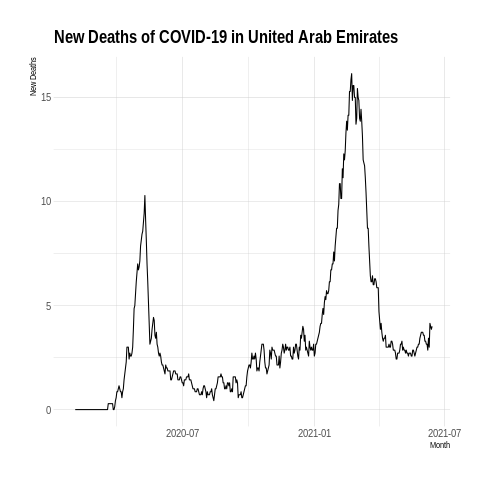 New Deaths of COVID-19 in United Arab Emirates
New Deaths
15
10
5
0
2020-07
2021-01
2021-07
Month